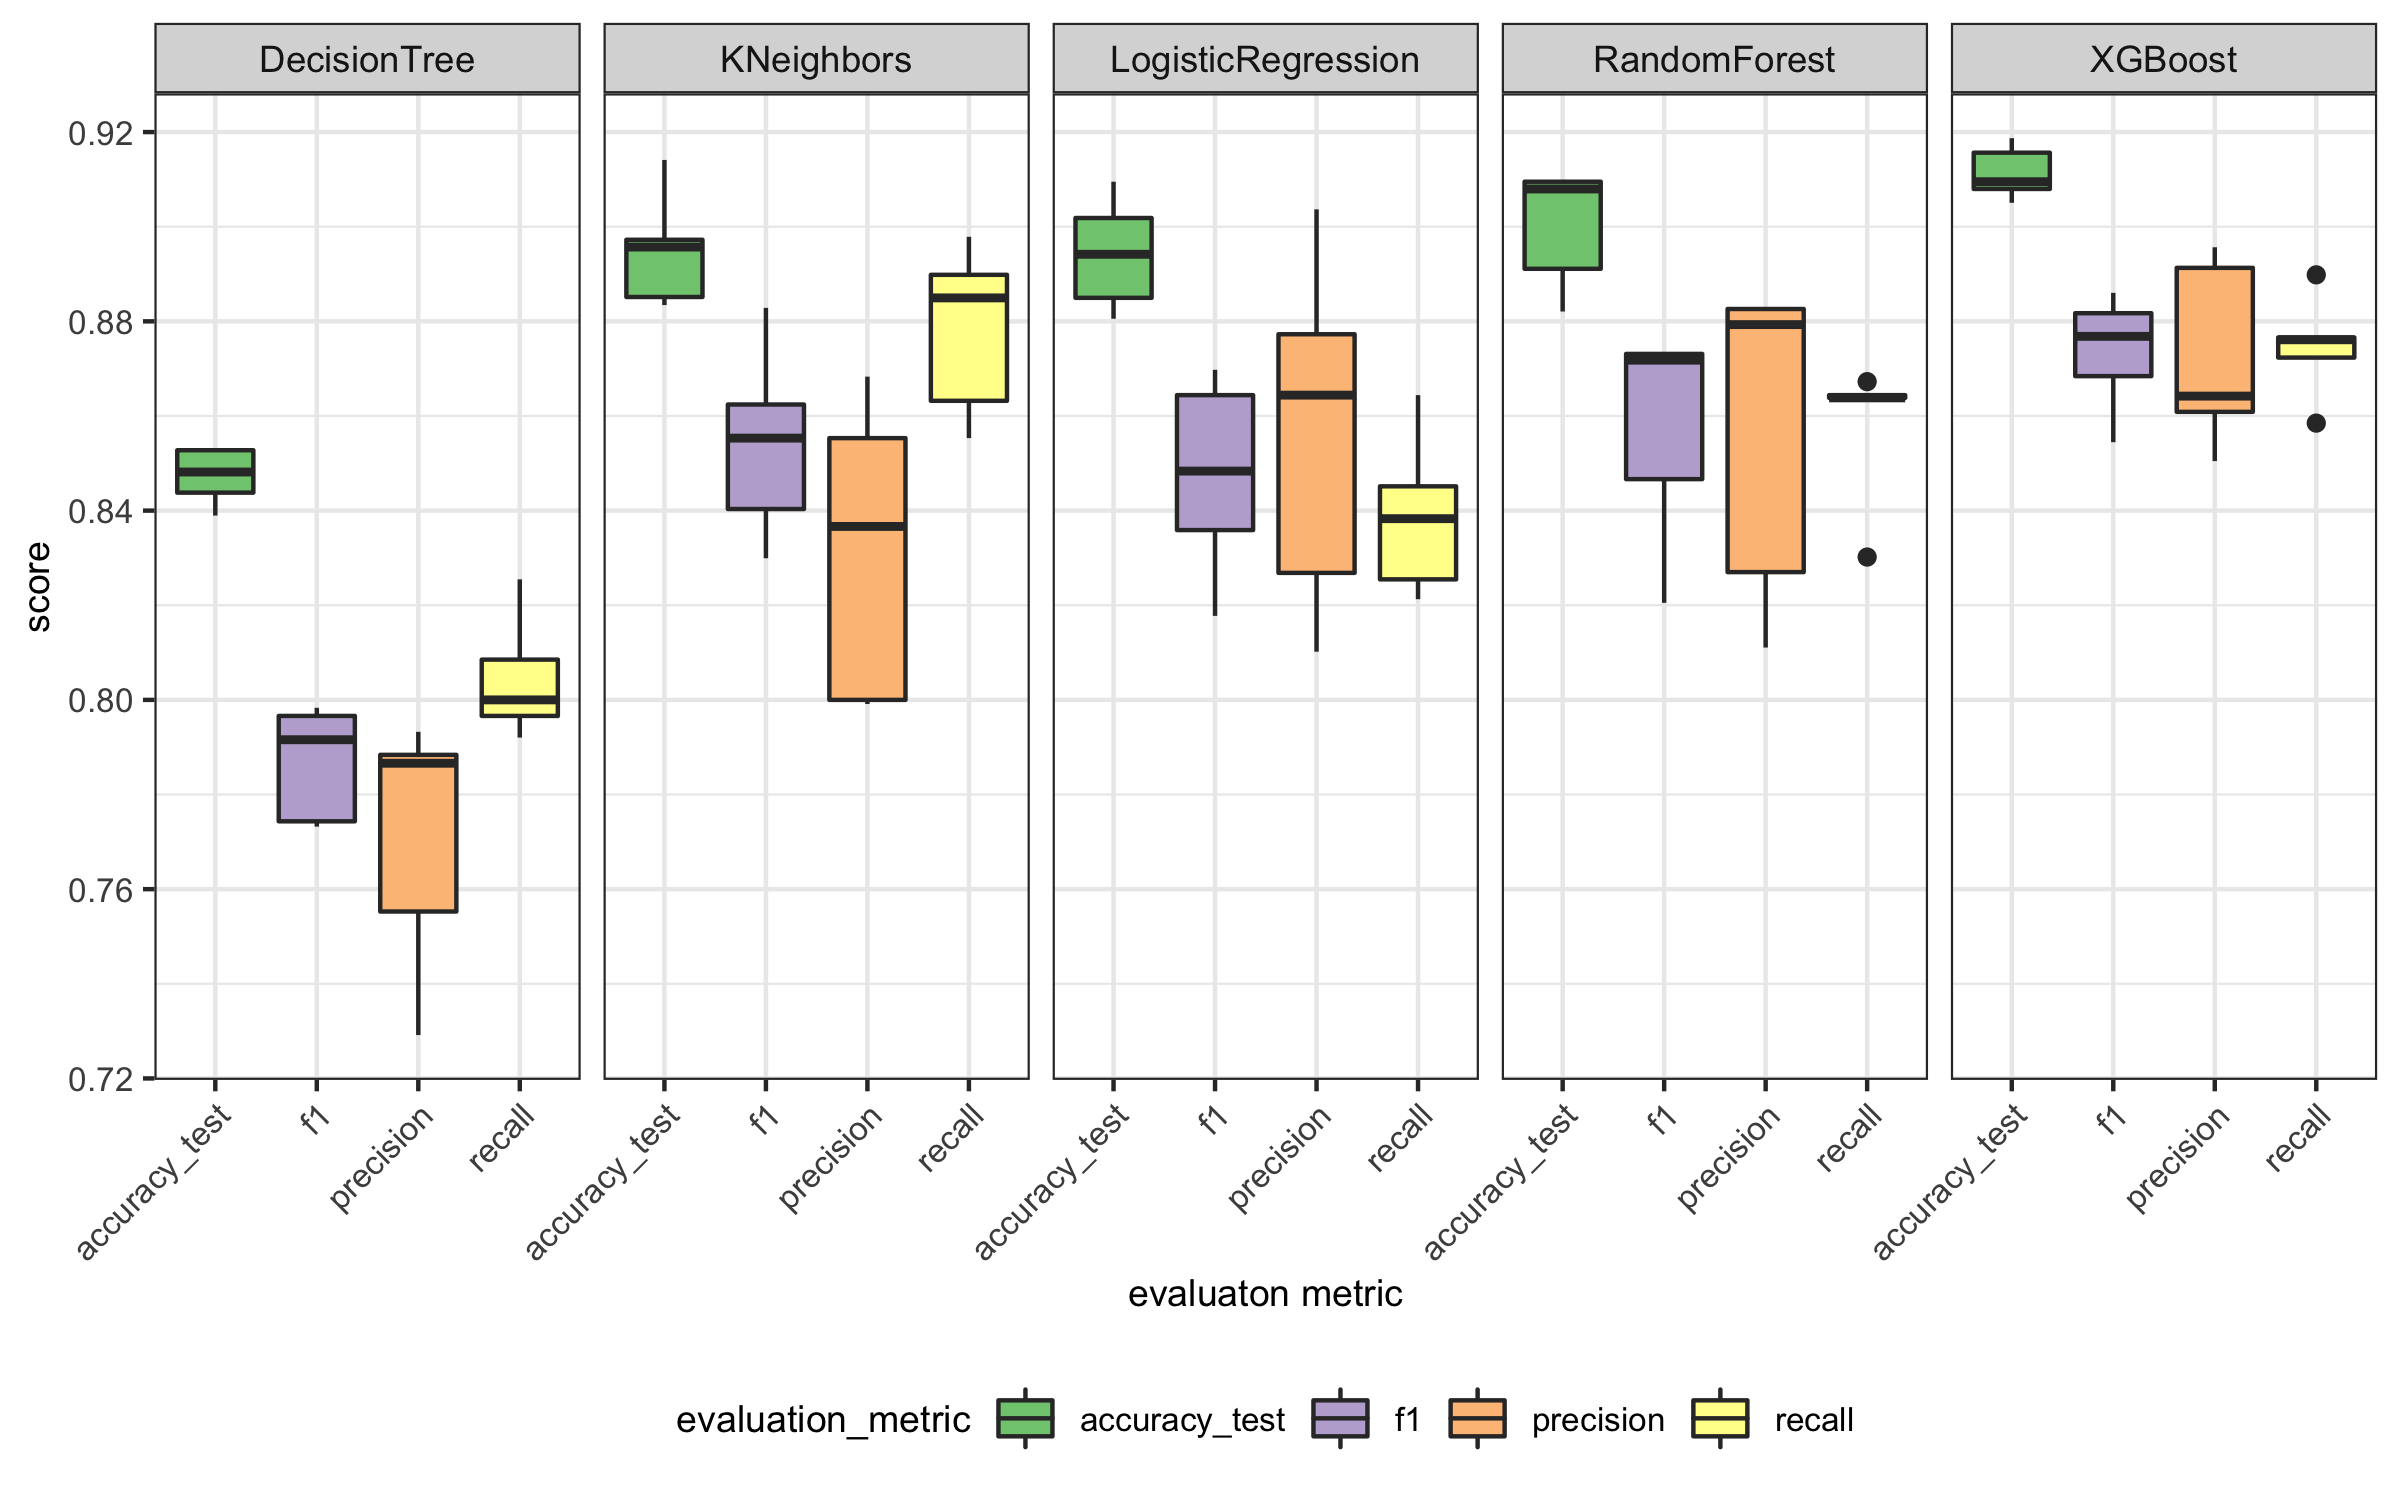 DecisionTree KNeighbors LogisticRegression RandomForest XGBoost
0.92
0.88
0.84
0.80
0.76
0.72
score
accuracy_test f1 precision recall accuracy_test f1 precision recall accuracy_test f1 precision recall accuracy_test f1 precision recall accuracy_test f1 precision recall
evaluaton metric
evaluation_metric accuracy_test f1 precision recall